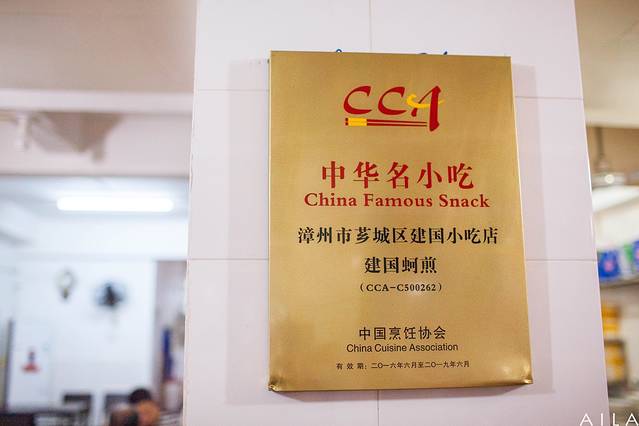 CCA
中华名小吃
China Famous Snack
漳州市芗城区建国小吃店
建国蚵煎
(CCA-C500262)
中国烹饪协会
China Cuisine Association
有 效 期：二〇一六年六月至二〇一九年六月
AILA